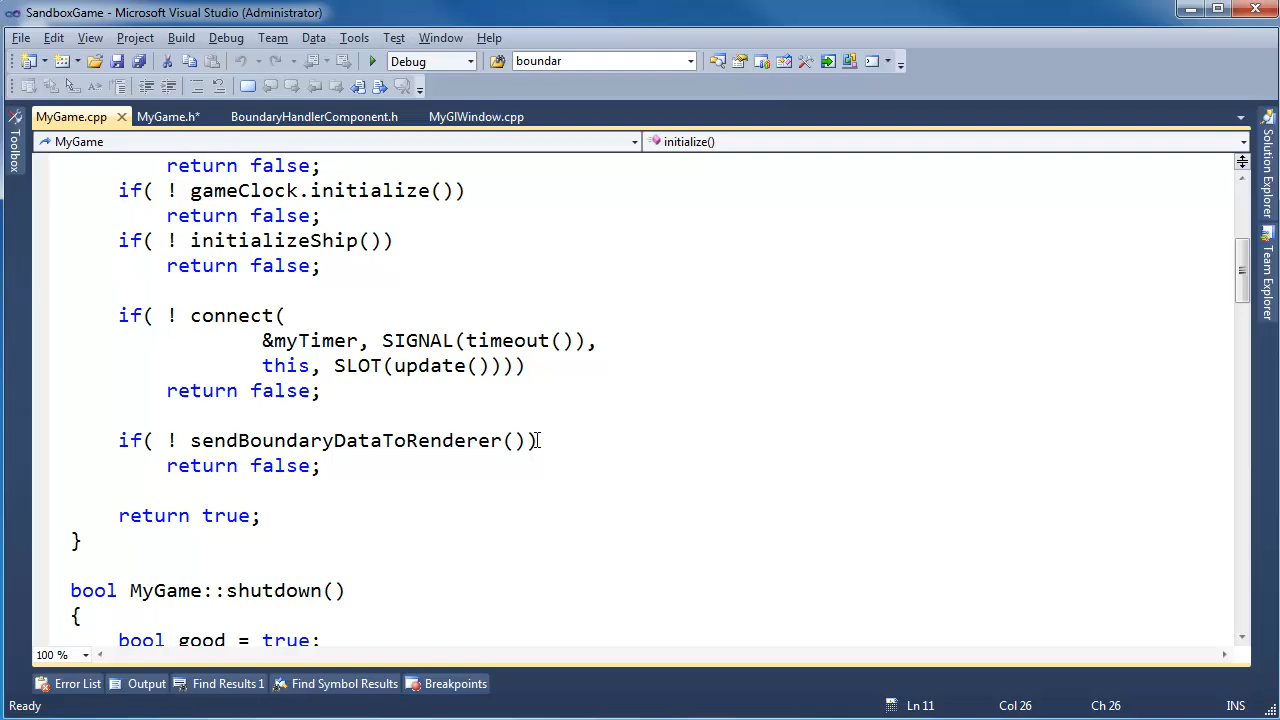 SandboxGame - Microsoft Visual Studio (Administrator)
File Edit View Project Build Debug Team Data Tools Test Window Help
Debug boundar
MyGame.cpp MyGame.h* BoundaryHandlerComponent.h MyGlWindow.cpp
MyGame initialize()
return false;
if( ! gameClock.initialize())
return false;
if( ! initializeShip())
return false;
if( ! connect(
&myTimer, SIGNAL(timeout()),
this, SLOT(update())))
return false;
if( ! sendBoundaryDataToRenderer())
return false;
return true;
}
bool MyGame::shutdown()
{
bool good = true;
100 %
Error List Output Find Results 1 Find Symbol Results Breakpoints
Ready Ln 11 Col 26 Ch 26 INS
Toolbox
Solution Explorer
Team Explorer